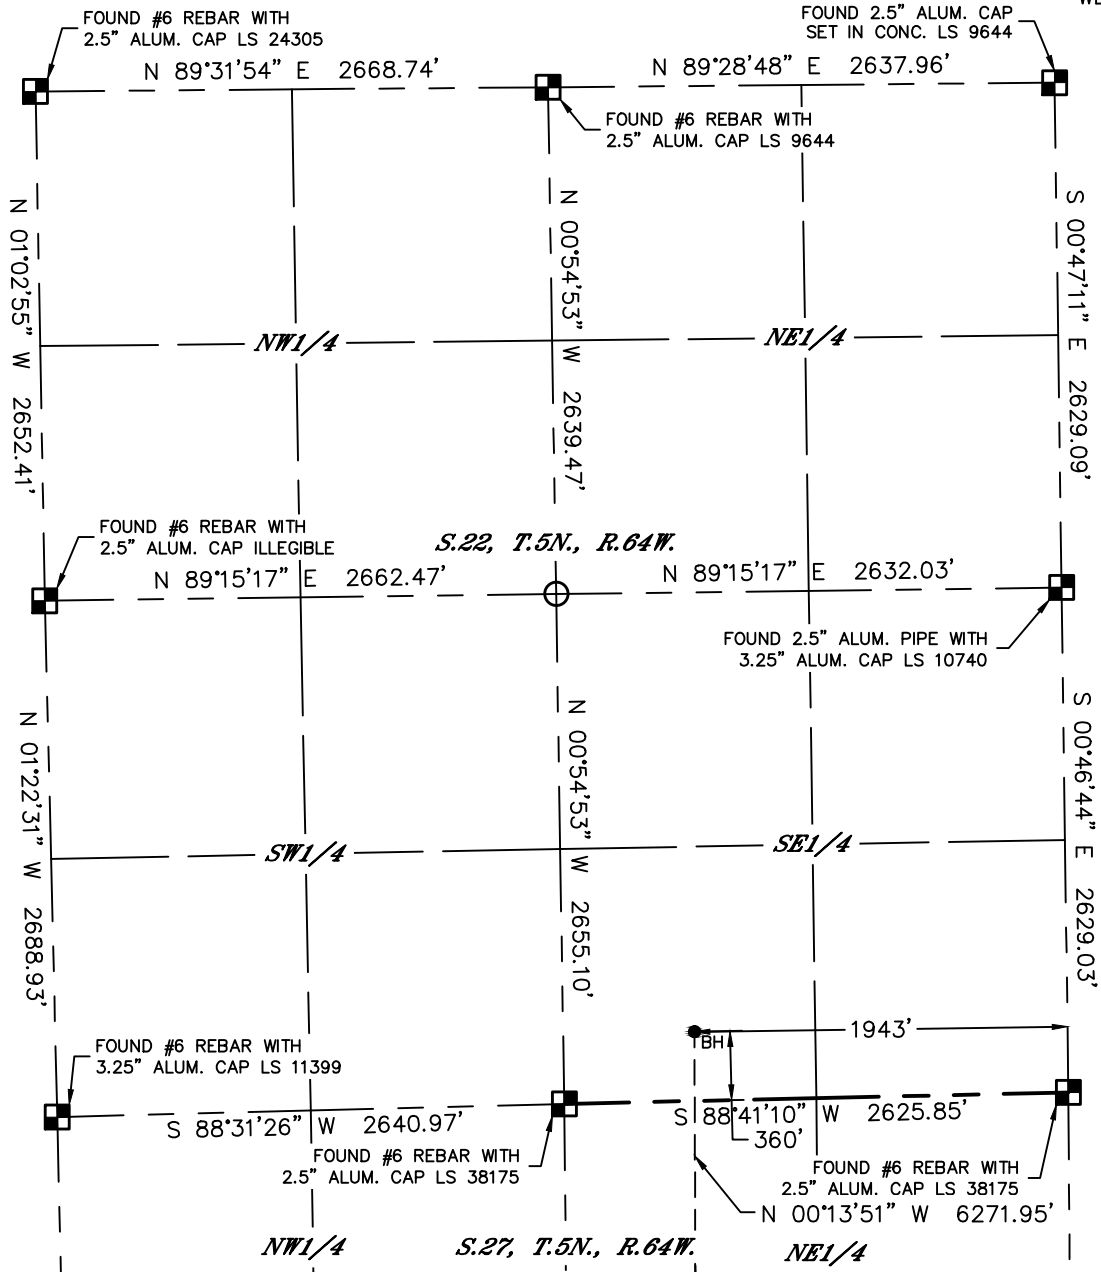 FOUND #6 REBAR WITH
2.5" ALUM. CAP LS 24305
FOUND 2.5" ALUM. CAP
SET IN CONC. LS 9644
N 89°31'54" E 2668.74'
N 89°28'48" E 2637.96'
FOUND #6 REBAR WITH
2.5" ALUM. CAP LS 9644
N 01°02'55" W 2652.41'
N 00°54'53" W 2639.47'
S 00°47'11" E 2629.09'
NW1/4
NE1/4
FOUND #6 REBAR WITH
2.5" ALUM. CAP ILLEGIBLE
S.22, T.5N., R.64W.
N 89°15'17" E 2662.47'
N 89°15'17" E 2632.03'
FOUND 2.5" ALUM. PIPE WITH
3.25" ALUM. CAP LS 10740
N 01°22'31" W 2688.93'
N 00°54'53" W 2655.10'
S 00°46'44" E 2629.03'
SW1/4
SE1/4
1943'
BH
FOUND #6 REBAR WITH
3.25" ALUM. CAP LS 11399
S 88°31'26" W 2640.97'
S 88°41'10" W 2625.85'
360'
FOUND #6 REBAR WITH
2.5" ALUM. CAP LS 38175
FOUND #6 REBAR WITH
2.5" ALUM. CAP LS 38175
N 00°13'51" W 6271.95'
NW1/4
S.27, T.5N., R.64W.
NE1/4